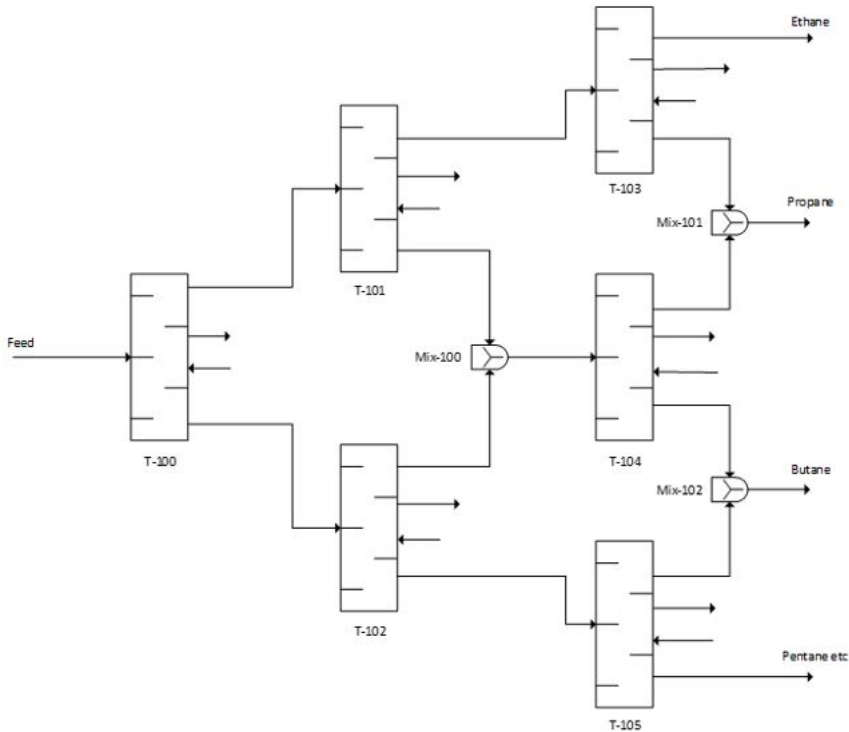 Ethane
T-103
Mix-101
Propane
T-101
Feed
Mix-100
T-100
T-104
Mix-102
Butane
T-102
Pentane etc
T-105